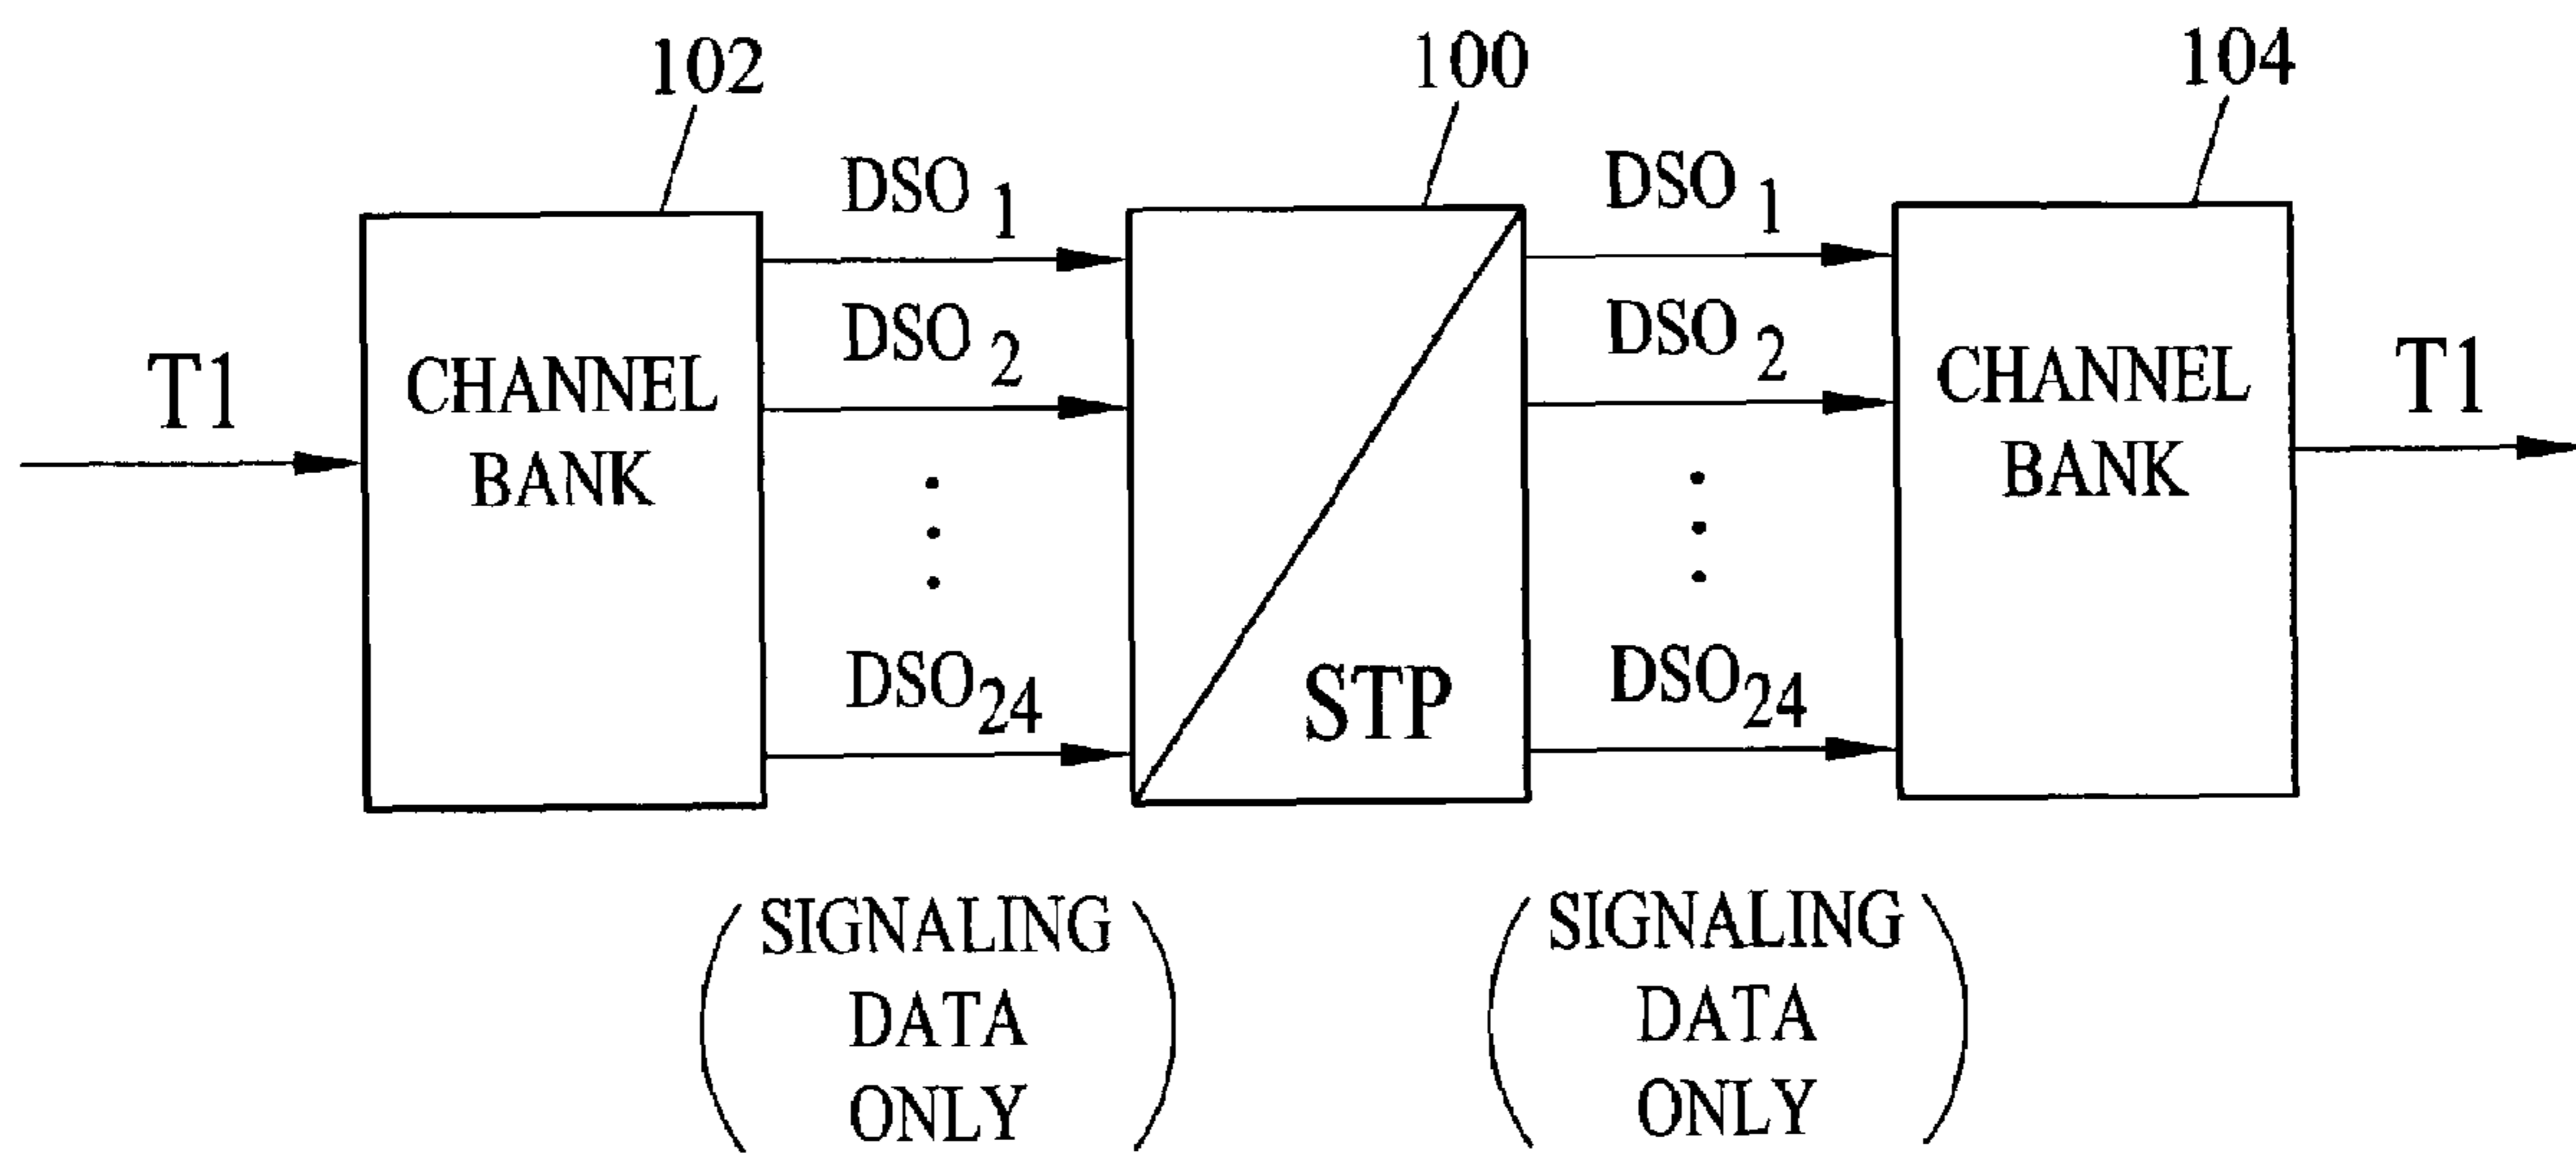 102
100
104
DSO 1
DSO 1
DSO 2
DSO 2
T1
CHANNEL
BANK
CHANNEL
BANK
T1
DSO24
DSO24
STP
SIGNALING
DATA
ONLY
SIGNALING
DATA
ONLY